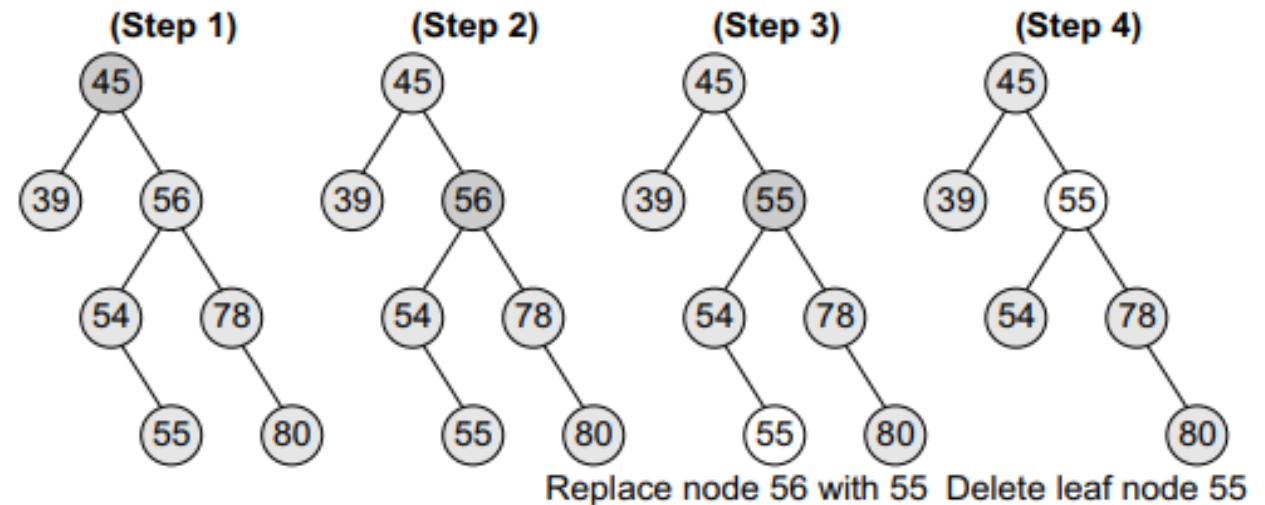 (Step 1) (Step 2) (Step 3) (Step 4)
45 45 45 45
39 56 39 56 39 55 39 55
54 78 54 78 54 78 54 78
55 80 55 80 55 80 80
Replace node 56 with 55 Delete leaf node 55